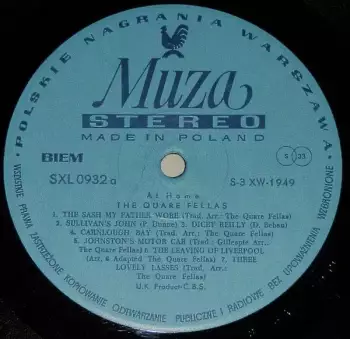 POLSKIE NAGRANIA WARSZAWA
Muza
STEREO
MADE IN POLAND
BIEM
S 23
SXL 0932 a
S-3 XW-1949
At Home
THE QUARE FELLAS
1. THE SASH MY FATHER WORE (Trad. Arr.: The Quare Fellas)
2. SULLIVAN'S JOHN (P. Dunne) 3. DICEY REILLY (D. Behan)
4. CARNLOUGH BAY (Trad. Arr.: The Quare Fellas)
5. JOHNSTON'S MOTOR CAR (Trad: Gillespie Arr.:
The Quare Fellas) 6. THE LEAVING OF LIVERPOOL
(Arr. & Adapted The Quare Fellas) 7. THREE
LOVELY LASSES (Trad. Arr.:
The Quare Fellas)
U.K. Product-C.B.S.
WSZELKIE PRAWA ZASTRZEŻONE KOPIOWANIE ODTWARZANIE PUBLICZNE I RADIOWE BEZ UPOWAŻNIENIA WZBRONIONE